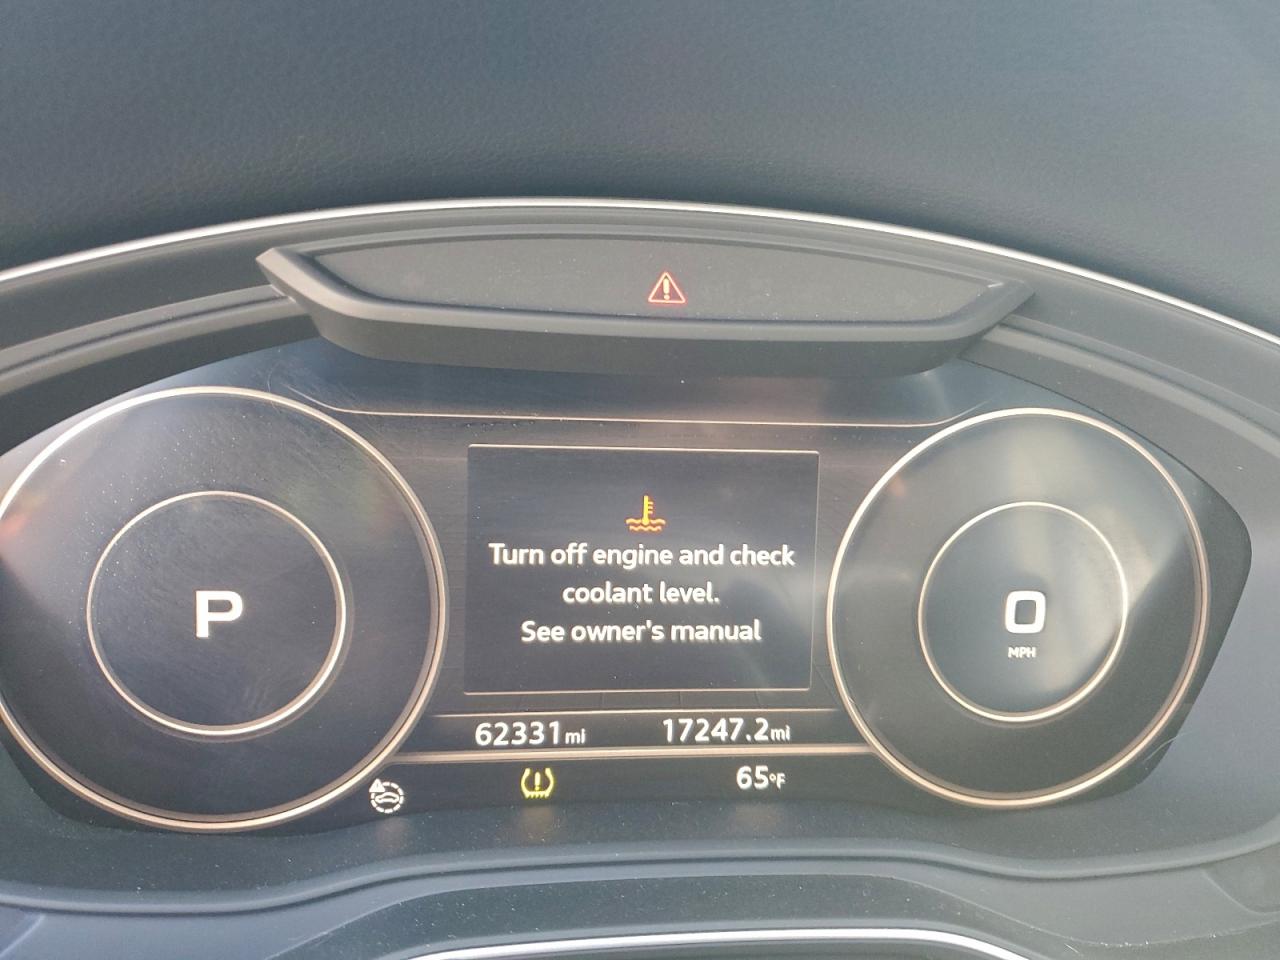 Turn off engine and check
coolant level.
See owner's manual
P
0
MPH
62331mi 17247.2mi
65°F